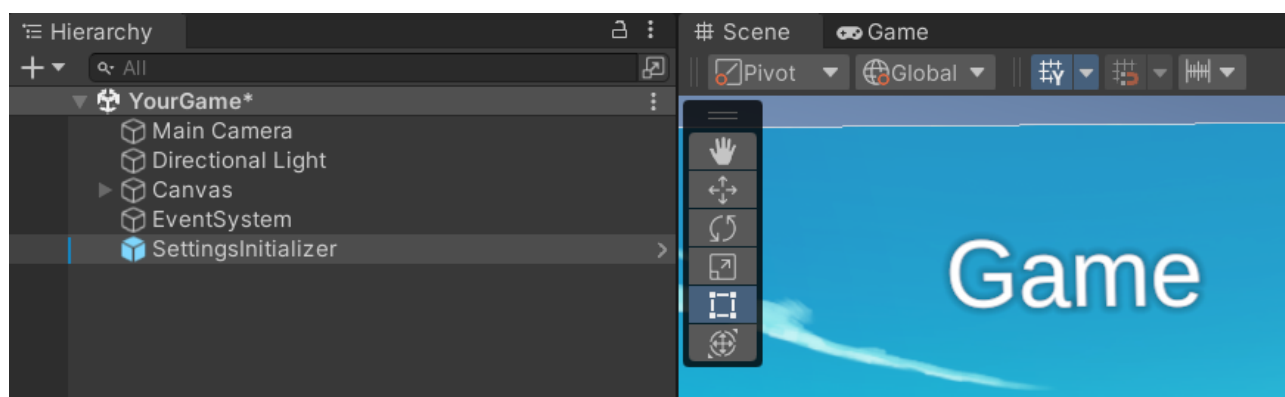 Hierarchy
All
YourGame*
Main Camera
Directional Light
Canvas
EventSystem
SettingsInitializer
Scene
Game
Pivot
Global
Game